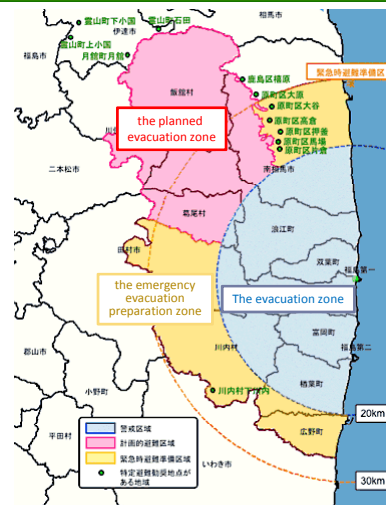 霊山町下小国
霊山町石田
伊達市
相馬市
霊山町上小国
福島市
月舘町月舘
鹿島区橲原
緊急時避難準備区
飯舘村
原町区大原
原町区大谷
原町区高倉
the planned
evacuation zone
原町区押釜
原町区馬場
原町区片倉
二本松市
南相馬市
葛尾村
浪江町
田村市
双葉町
福島第一
the emergency
evacuation
preparation zone
The evacuation zone
富岡町
郡山市
川内村
福島第二
小野町
川内村下川内
楢葉町
20km
警戒区域
計画的避難区域
緊急時避難準備区域
特定避難勧奨地点
がある地域
広野町
平田村
いわき市
30km